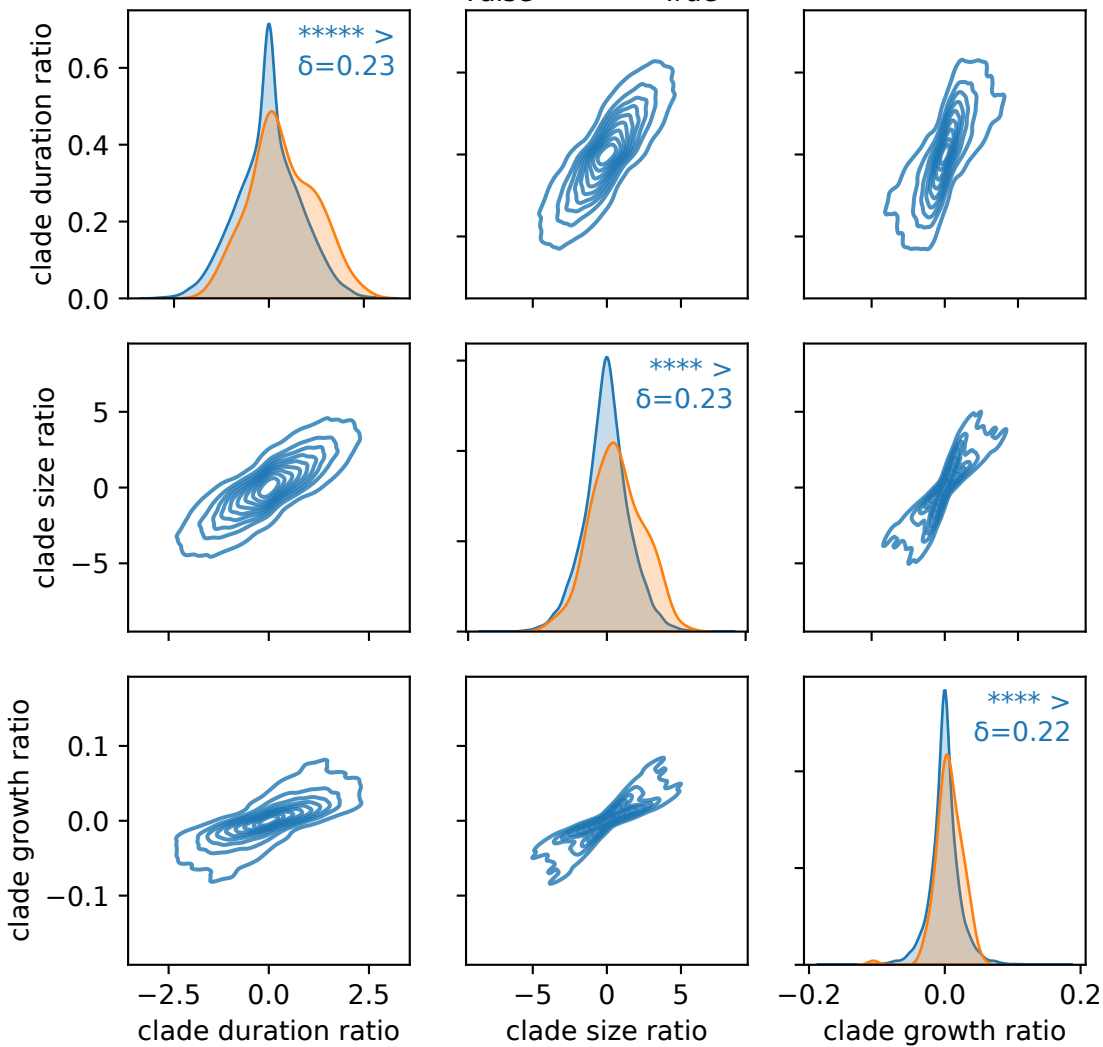 clade duration ratio
0.6
0.4
0.2
0.0
***** >
δ=0.23
clade size ratio
5
0
−5
**** >
δ=0.23
clade growth ratio
0.1
0.0
−0.1
**** >
δ=0.22
−2.5 0.0 2.5
clade duration ratio
0 5
clade size ratio
−0.2 0.0 0.2
clade growth ratio